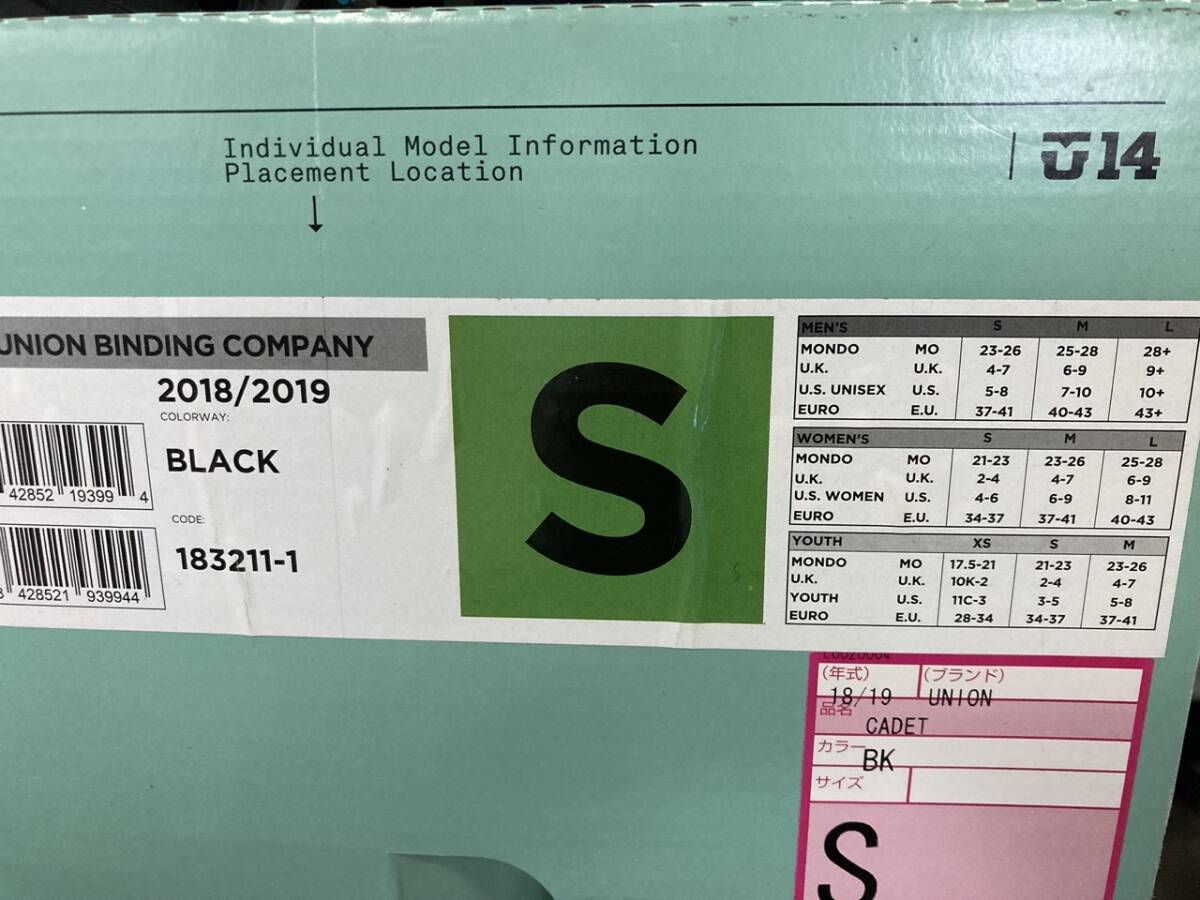 Individual Model Information
Placement Location
14
UNION BINDING COMPANY
2018/2019
COLORWAY:
BLACK
42852 19399 4
CODE:
183211-1
428521 939944
S
MEN'S S M L
MONDO MO 23-26 25-28 28+
U.K. U.K. 4-7 6-9 9+
U.S. UNISEX U.S. 5-8 7-10 10+
EURO E.U. 37-41 40-43 43+
WOMEN'S S M L
MONDO MO 21-23 23-26 25-28
U.K. U.K. 2-4 4-7 6-9
U.S. WOMEN U.S. 4-6 6-9 8-11
EURO E.U. 34-37 37-41 40-43
YOUTH XS S M
MONDO MO 17.5-21 21-23 23-26
U.K. U.K. 10K-2 2-4 4-7
YOUTH U.S. 11C-3 3-5 5-8
EURO E.U. 28-34 34-37 37-41
(年式) (ブランド)
18/19 UNION
品名
CADET
カラー
BK
サイズ
S